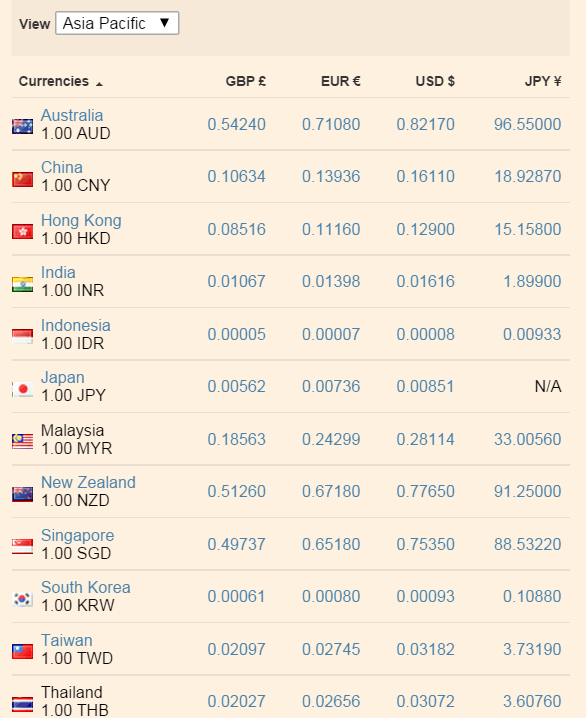 View Asia Pacific ▼
Currencies ▲ GBP £ EUR € USD $ JPY ¥
Australia
1.00 AUD 0.54240 0.71080 0.82170 96.55000
China
1.00 CNY 0.10634 0.13936 0.16110 18.92870
Hong Kong
1.00 HKD 0.08516 0.11160 0.12900 15.15800
India
1.00 INR 0.01067 0.01398 0.01616 1.89900
Indonesia
1.00 IDR 0.00005 0.00007 0.00008 0.00933
Japan
1.00 JPY 0.00562 0.00736 0.00851 N/A
Malaysia
1.00 MYR 0.18563 0.24299 0.28114 33.00560
New Zealand
1.00 NZD 0.51260 0.67180 0.77650 91.25000
Singapore
1.00 SGD 0.49737 0.65180 0.75350 88.53220
South Korea
1.00 KRW 0.00061 0.00080 0.00093 0.10880
Taiwan
1.00 TWD 0.02097 0.02745 0.03182 3.73190
Thailand
1.00 THB 0.02027 0.02656 0.03072 3.60760